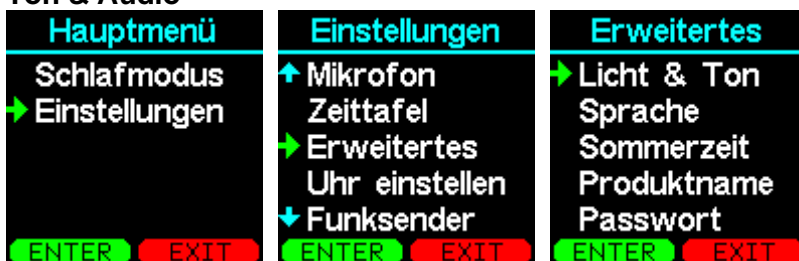 Ton & Audio
Hauptmenü
Schlafmodus
Einstellungen
ENTER EXIT
Einstellungen
Mikrofon
Zeittafel
Erweitertes
Uhr einstellen
Funksender
ENTER EXIT
Erweitertes
Licht & Ton
Sprache
Sommerzeit
Produktname
Passwort
ENTER EXIT